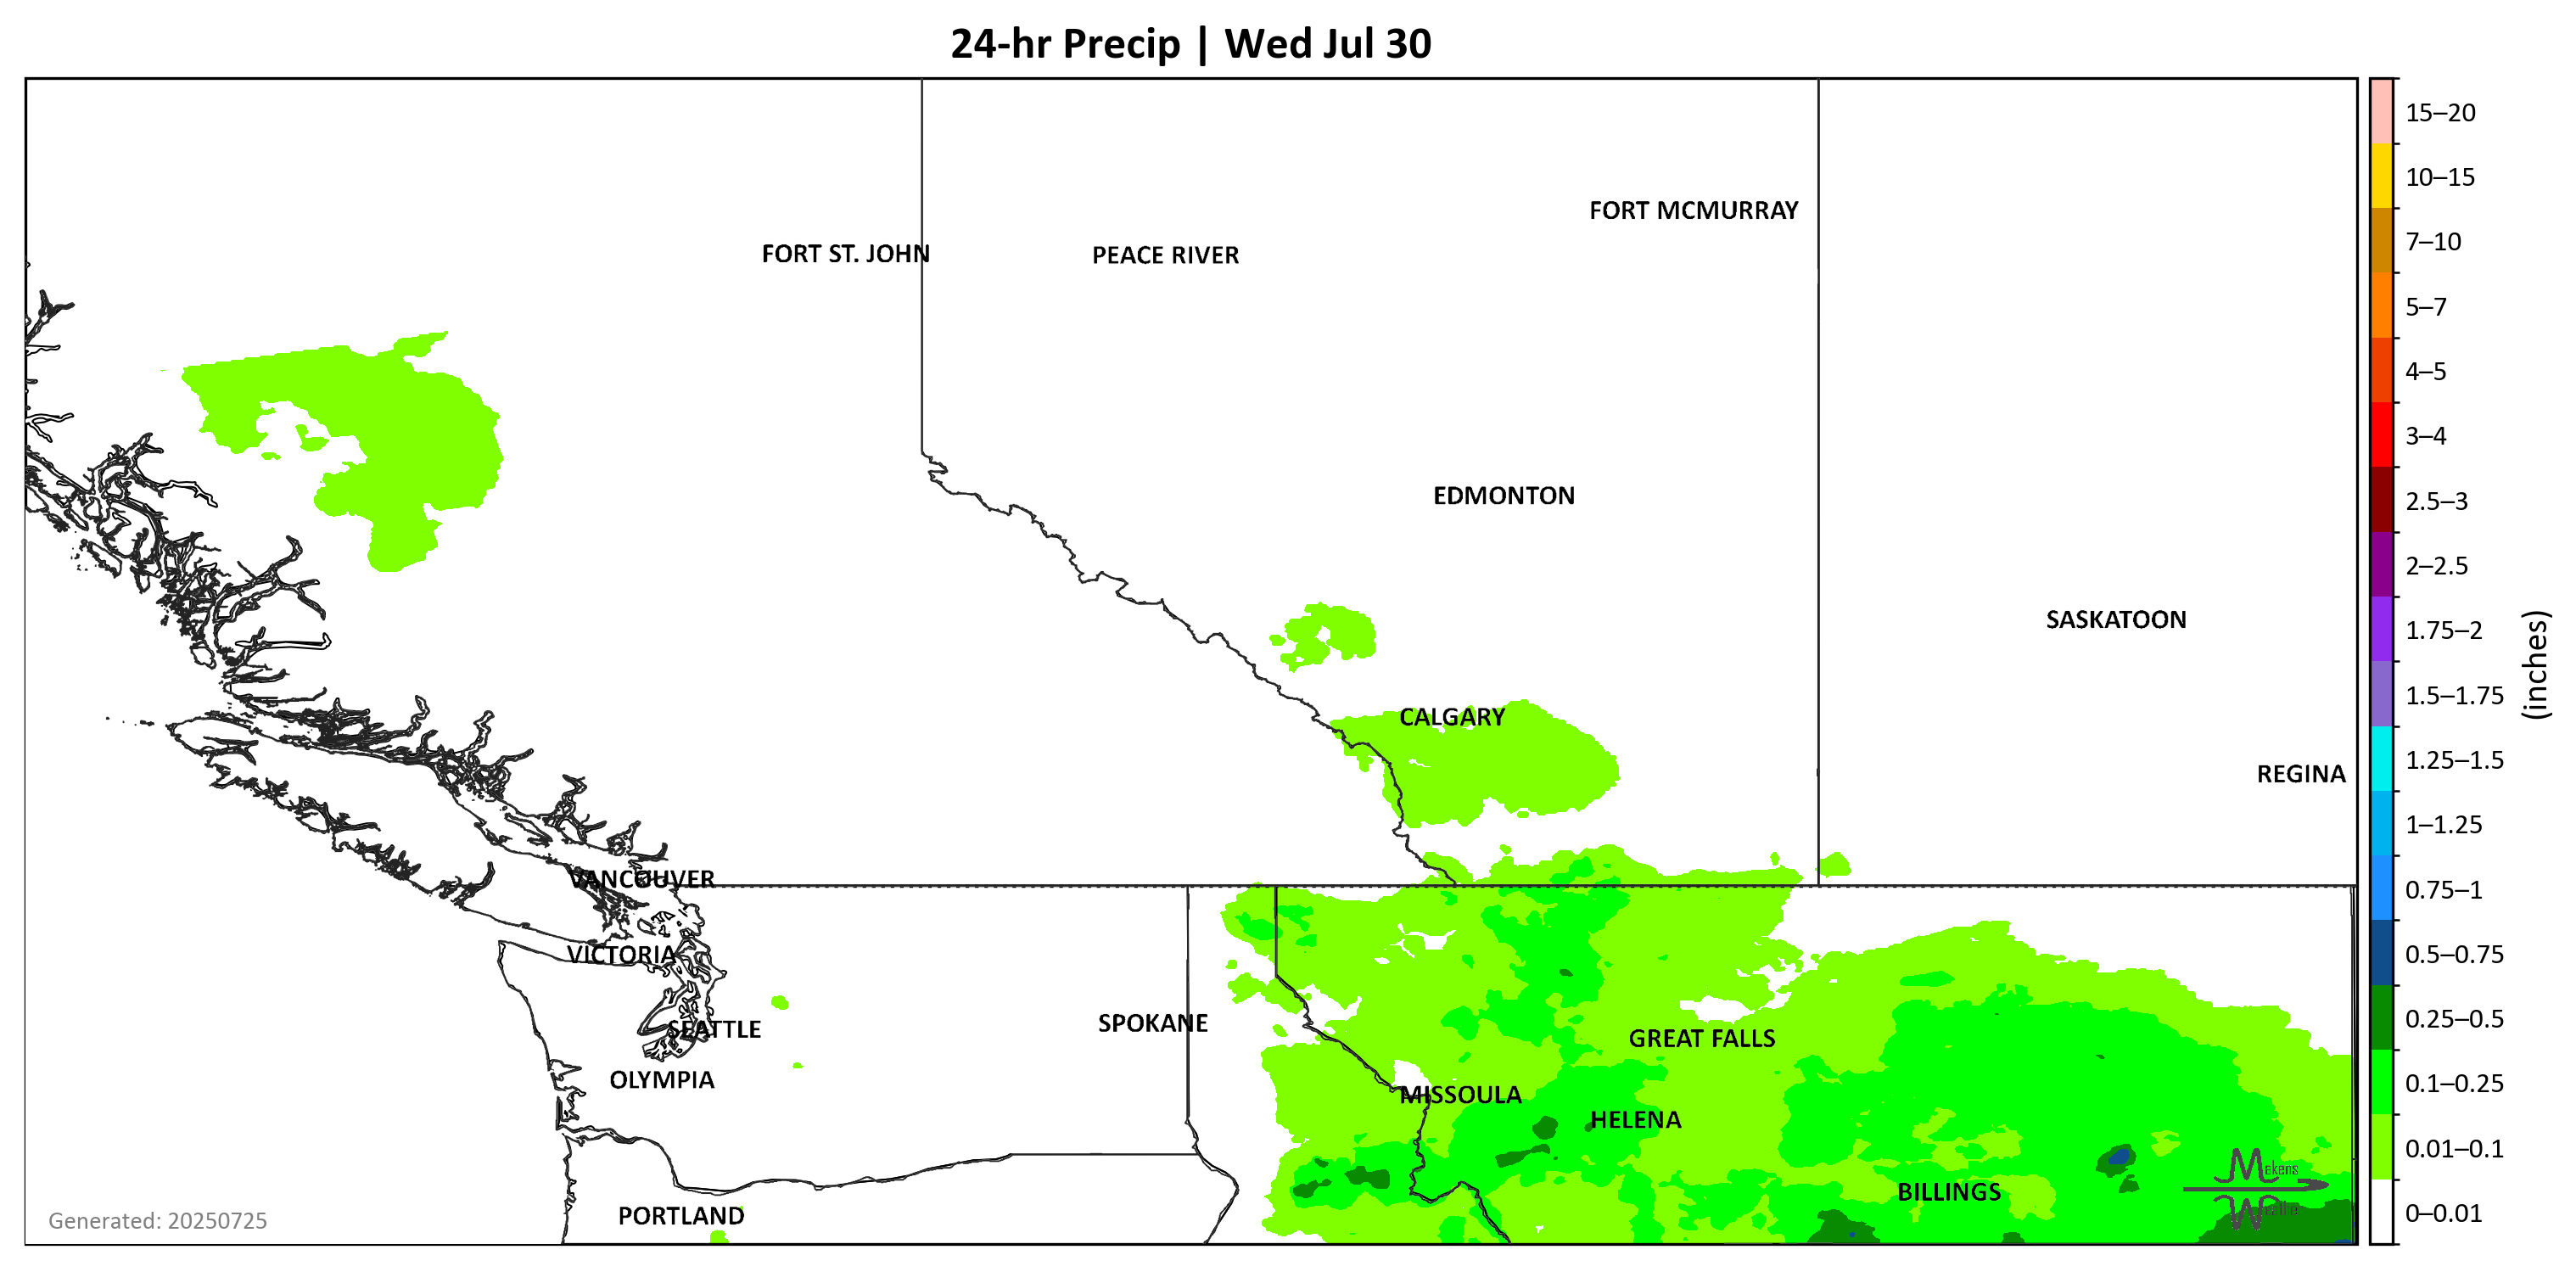 24-hr Precip | Wed Jul 30
FORT MCMURRAY
FORT ST. JOHN
PEACE RIVER
EDMONTON
SASKATOON
CALGARY
REGINA
VANCOUVER
VICTORIA
SPOKANE
SEATTLE
GREAT FALLS
OLYMPIA
MISSOULA
HELENA
BILLINGS
PORTLAND
Generated: 20250725
Makens
Weather
15–20
10–15
7–10
5–7
4–5
3–4
2.5–3
2–2.5
1.75–2
1.5–1.75
1.25–1.5
1–1.25
0.75–1
0.5–0.75
0.25–0.5
0.1–0.25
0.01–0.1
0–0.01
(inches)